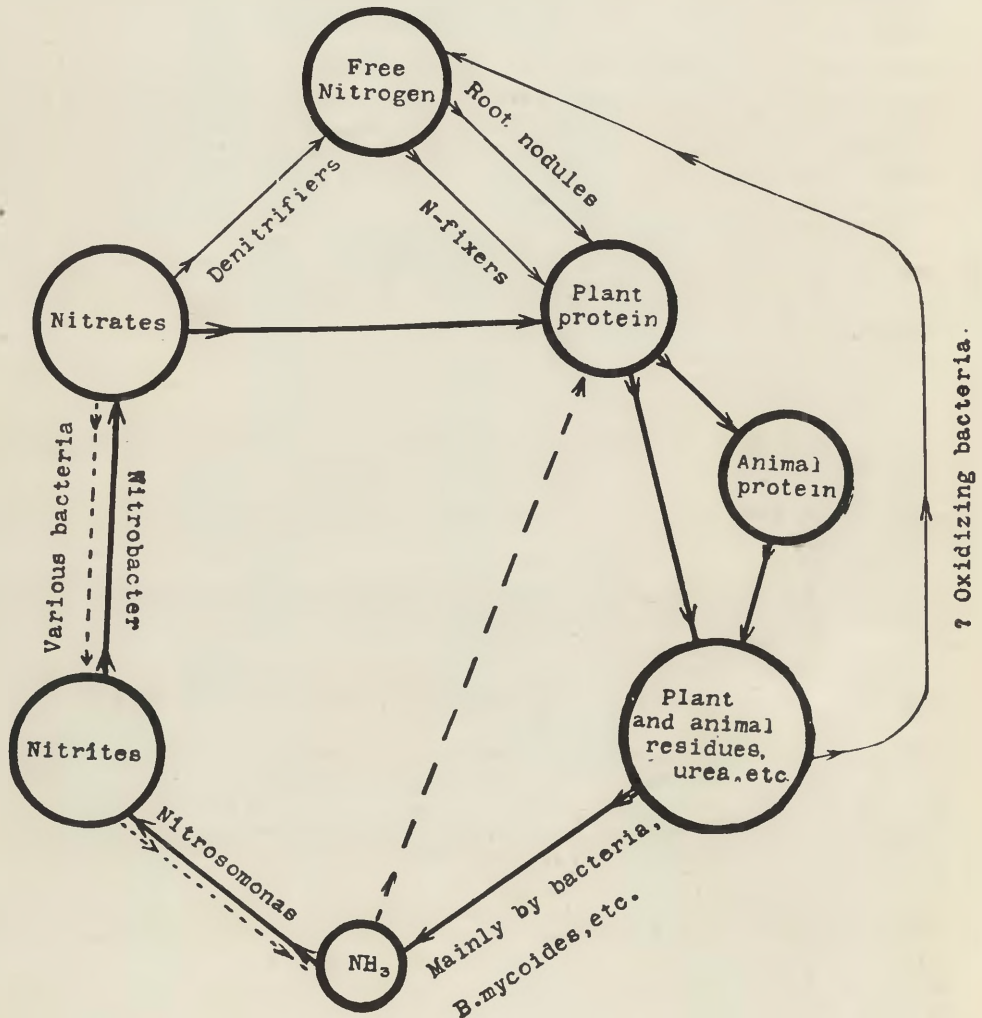 Free
Nitrogen
Root nodules
Denitrifiers
N-fixers
Nitrates
Plant
protein
Animal
protein
Various bacteria
Nitrobacter
? Oxidizing bacteria.
Plant
and animal
residues,
urea, etc
Nitrites
Nitrosomonas
NH₃
Mainly by bacteria,
B.mycoides, etc.